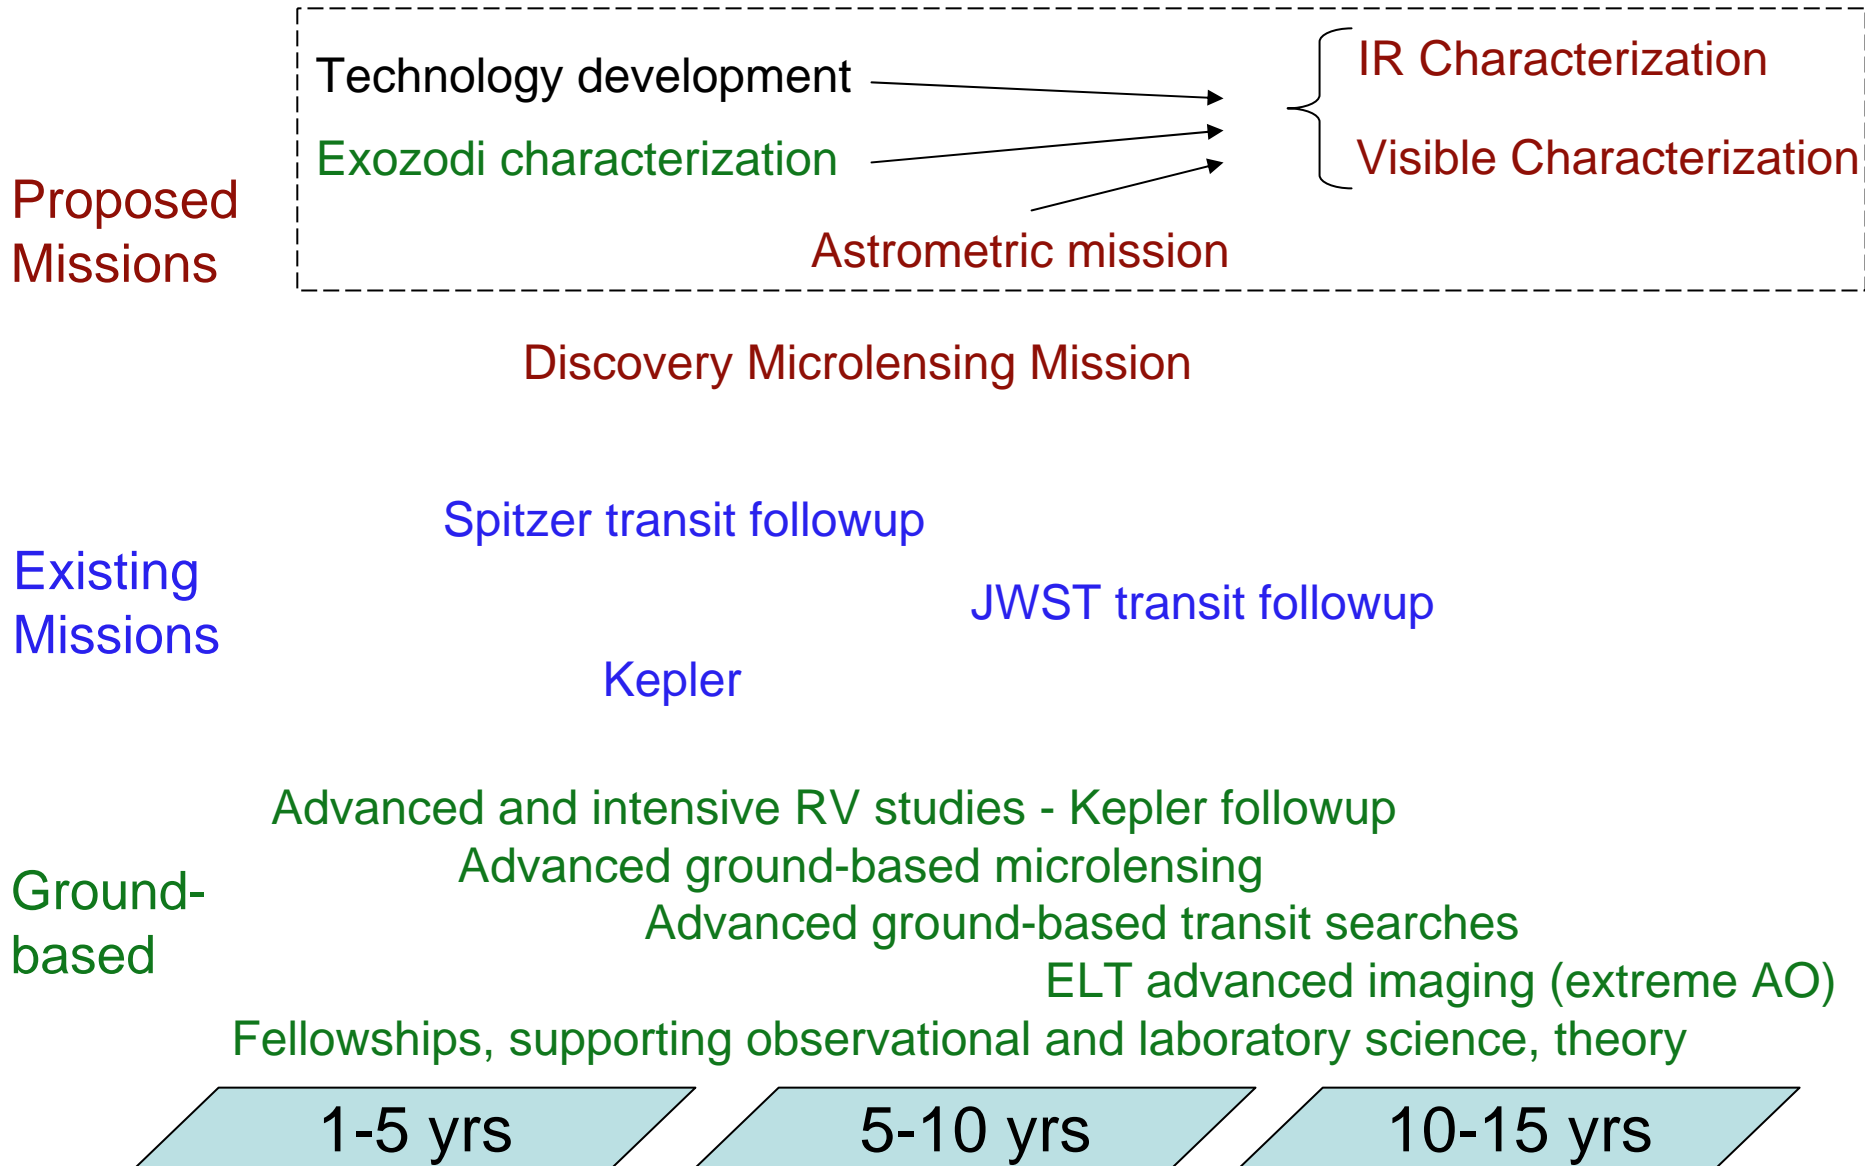 Technology development
IR Characterization
Exozodi characterization
Visible Characterization
Proposed
Missions
Astrometric mission
Discovery Microlensing Mission
Spitzer transit followup
Existing
Missions
JWST transit followup
Kepler
Advanced and intensive RV studies - Kepler followup
Advanced ground-based microlensing
Ground-
based
Advanced ground-based transit searches
ELT advanced imaging (extreme AO)
Fellowships, supporting observational and laboratory science, theory
1-5 yrs
5-10 yrs
10-15 yrs